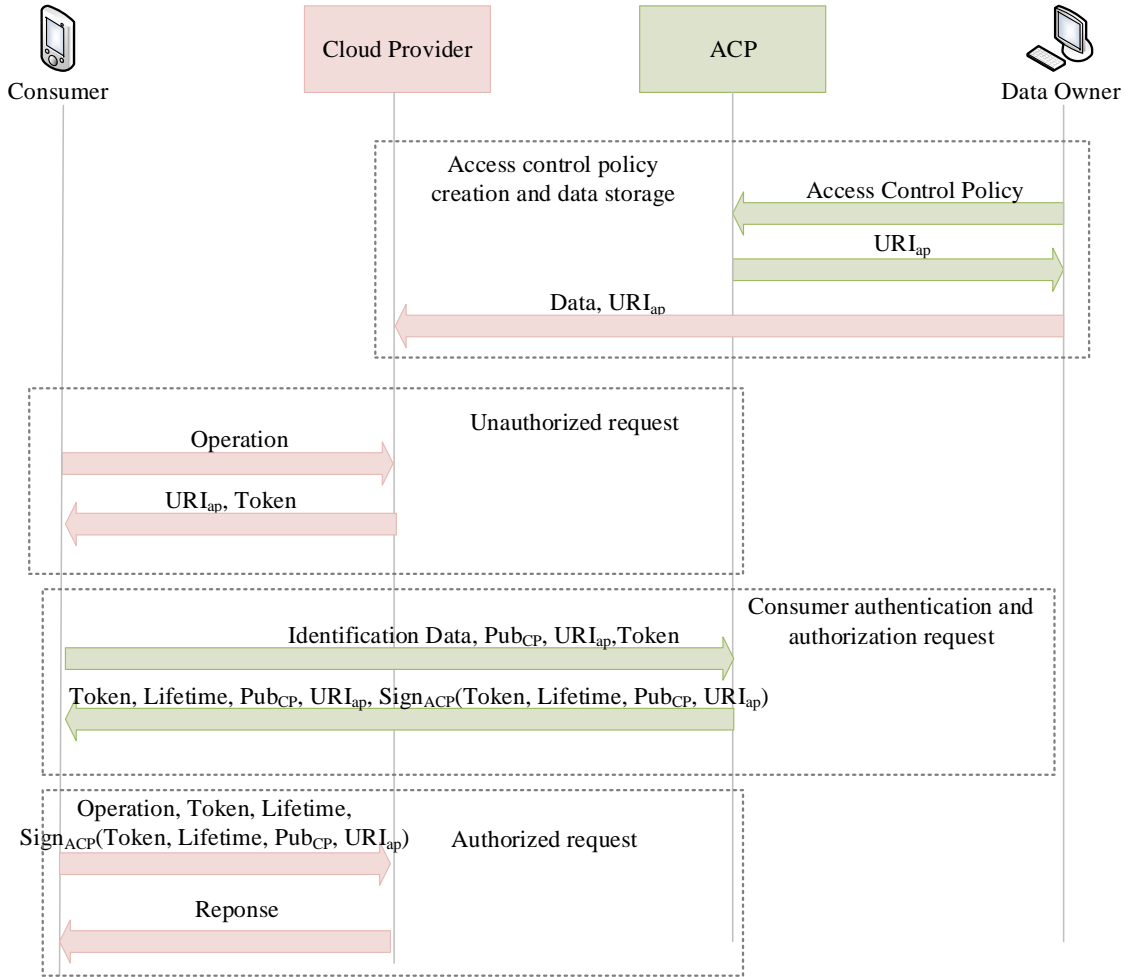 Consumer
Cloud Provider
ACP
Data Owner
Access control policy
creation and data storage
Access Control Policy
URIap
Data, URIap
Unauthorized request
Operation
URIap, Token
Consumer authentication and
authorization request
Identification Data, PubCP, URIap,Token
Token, Lifetime, PubCP, URIap, SignACP(Token, Lifetime, PubCP, URIap)
Operation, Token, Lifetime,
SignACP(Token, Lifetime, PubCP, URIap)
Authorized request
Reponse